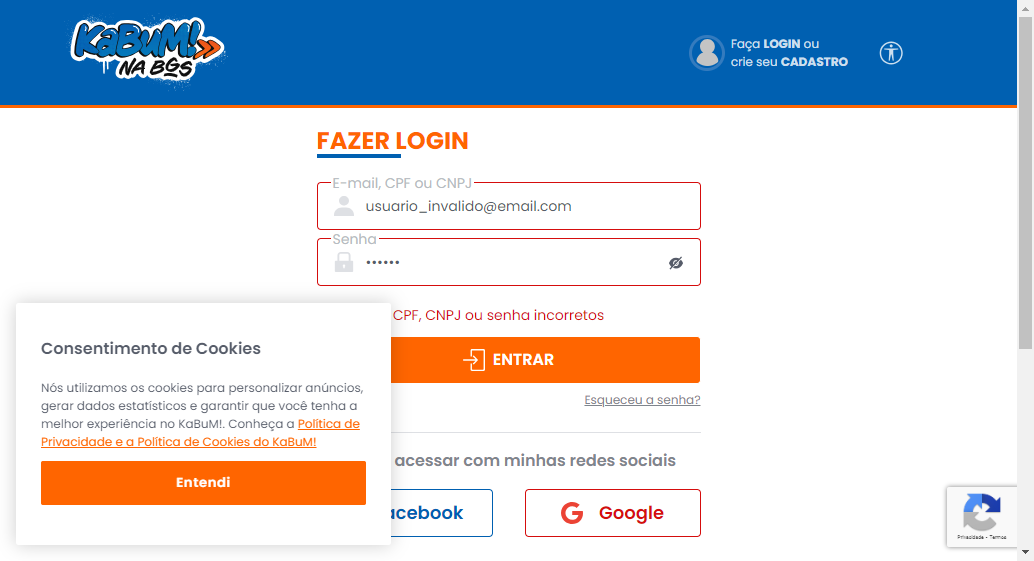 KaBuM!
NA BGS
Faça LOGIN ou
crie seu CADASTRO
FAZER LOGIN
E-mail, CPF ou CNPJ
usuario_invalido@email.com
Senha
••••••
CPF, CNPJ ou senha incorretos
ENTRAR
Esqueceu a senha?
acessar com minhas redes sociais
acebook
Google
Consentimento de Cookies
Nós utilizamos os cookies para personalizar anúncios,
gerar dados estatísticos e garantir que você tenha a
melhor experiência no KaBuM!. Conheça a Política de
Privacidade e a Política de Cookies do KaBuM!
Entendi
Privacidade - Termos